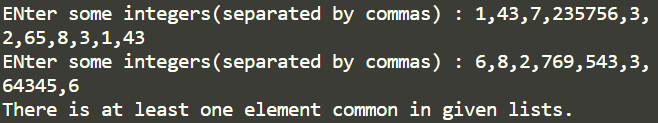 ENter some integers(separated by commas) : 1,43,7,235756,3,
2,65,8,3,1,43
ENter some integers(separated by commas) : 6,8,2,769,543,3,
64345,6
There is at least one element common in given lists.